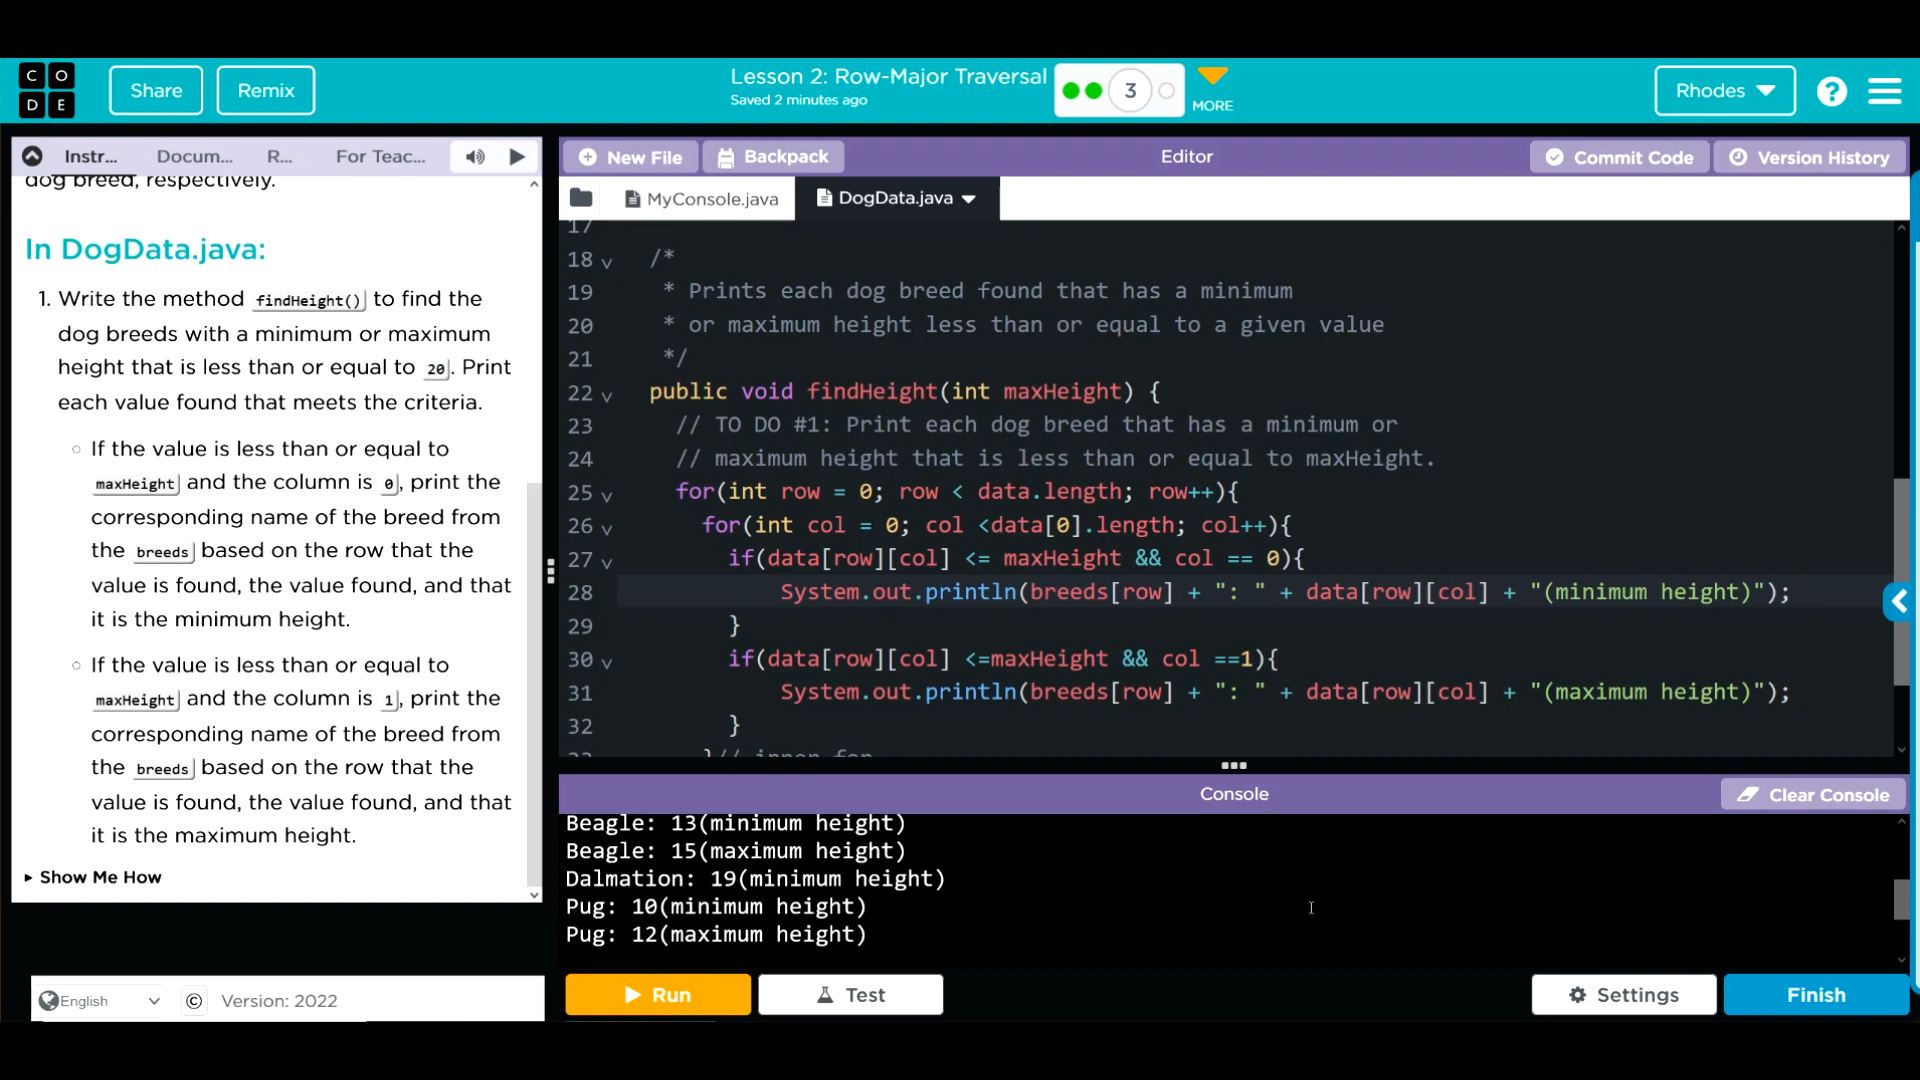 CODE
Share
Remix
Lesson 2: Row-Major Traversal
Saved 2 minutes ago
3
MORE
Rhodes
?
Instr...
Docum...
R...
For Teac...
dog breed, respectively.
In DogData.java:
1. Write the method findHeight() to find the
dog breeds with a minimum or maximum
height that is less than or equal to 20. Print
each value found that meets the criteria.
If the value is less than or equal to
maxHeight and the column is 0, print the
corresponding name of the breed from
the breeds based on the row that the
value is found, the value found, and that
it is the minimum height.
If the value is less than or equal to
maxHeight and the column is 1, print the
corresponding name of the breed from
the breeds based on the row that the
value is found, the value found, and that
it is the maximum height.
Show Me How
English
© Version: 2022
New File
Backpack
Editor
Commit Code
Version History
MyConsole.java
DogData.java
17
18 /*
19 * Prints each dog breed found that has a minimum
20 * or maximum height less than or equal to a given value
21 */
22 public void findHeight(int maxHeight) {
23 // TO DO #1: Print each dog breed that has a minimum or
24 // maximum height that is less than or equal to maxHeight.
25 for(int row = 0; row < data.length; row++){
26 for(int col = 0; col <data[0].length; col++){
27 if(data[row][col] <= maxHeight && col == 0){
28 System.out.println(breeds[row] + ": " + data[row][col] + "(minimum height)");
29 }
30 if(data[row][col] <=maxHeight && col ==1){
31 System.out.println(breeds[row] + ": " + data[row][col] + "(maximum height)");
32 }
33 }// inner for
Console
Clear Console
Beagle: 13(minimum height)
Beagle: 15(maximum height)
Dalmation: 19(minimum height)
Pug: 10(minimum height)
Pug: 12(maximum height)
Run
Test
Settings
Finish